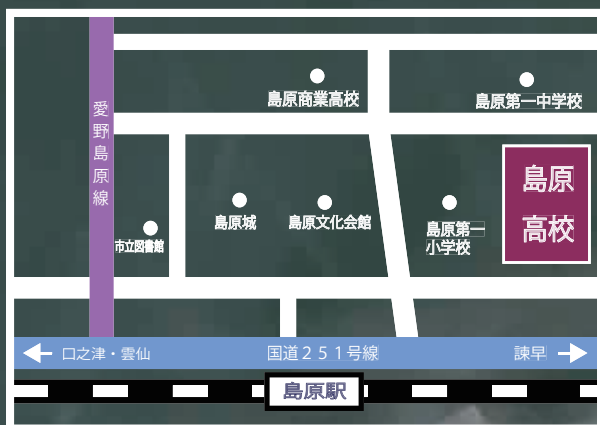 島原商業高校
島原第一中学校
愛野島原線
島原
高校
島原城
島原文化会館
島原第一
小学校
市立図書館
口之津・雲仙
国道２５１号線
諫早
島原駅